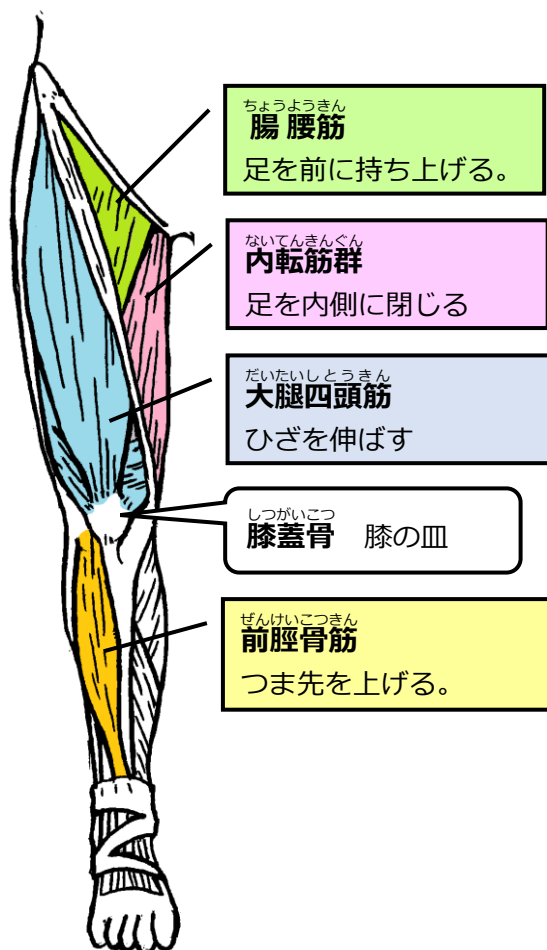 ちょうようきん
腸腰筋
足を前に持ち上げる。
ないてんきんぐん
内転筋群
足を内側に閉じる
だいたいしとうきん
大腿四頭筋
ひざを伸ばす
しつがいこつ
膝蓋骨　膝の皿
ぜんけいこつきん
前脛骨筋
つま先を上げる。